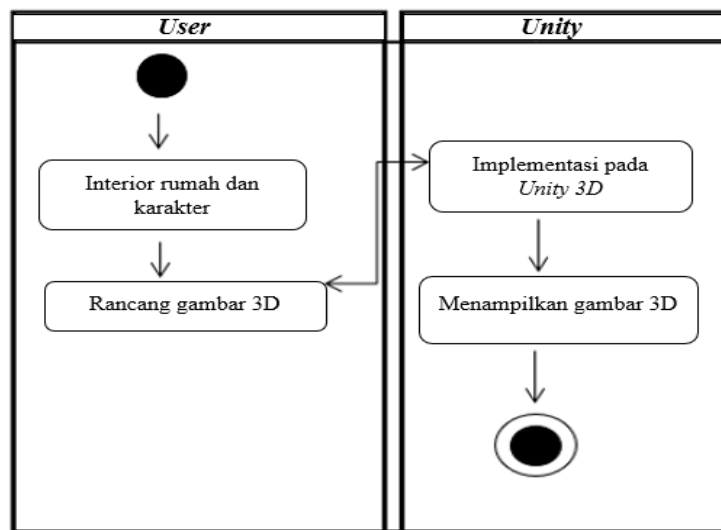 User
Unity
Interior rumah dan
karakter
Rancang gambar 3D
Implementasi pada
Unity 3D
Menampilkan gambar 3D